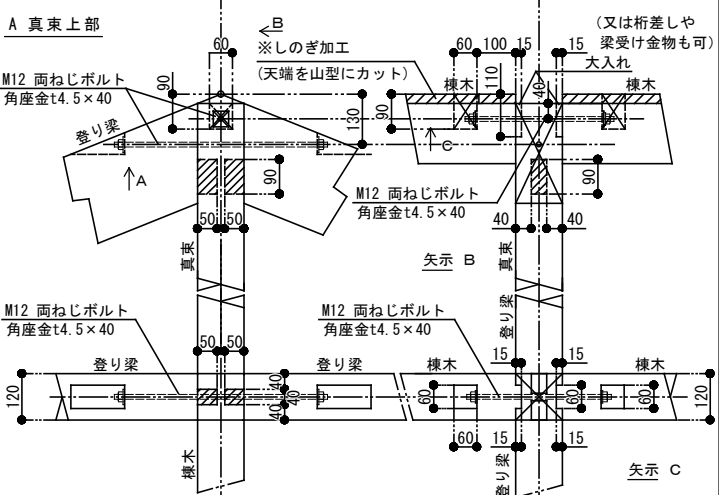 A 真束上部
B
60
※しのぎ加工
(天端を山型にカット)
60 100 15 15
(又は桁差しや
梁受け金物も可)
大入れ
M12 両ねじボルト
角座金t4.5×40
90
登り梁
130
棟木
棟木
90
110
40
C
A
90
M12 両ねじボルト
角座金t4.5×40
90
50 50
40 40
真束
矢示 B
真束
M12 両ねじボルト
角座金t4.5×40
M12 両ねじボルト
角座金t4.5×40
登り梁
50 50
15 15
登り梁
登り梁
棟木
棟木
120
40
40
40
60
60
60
120
60
15 15
棟木
登り梁
矢示 C